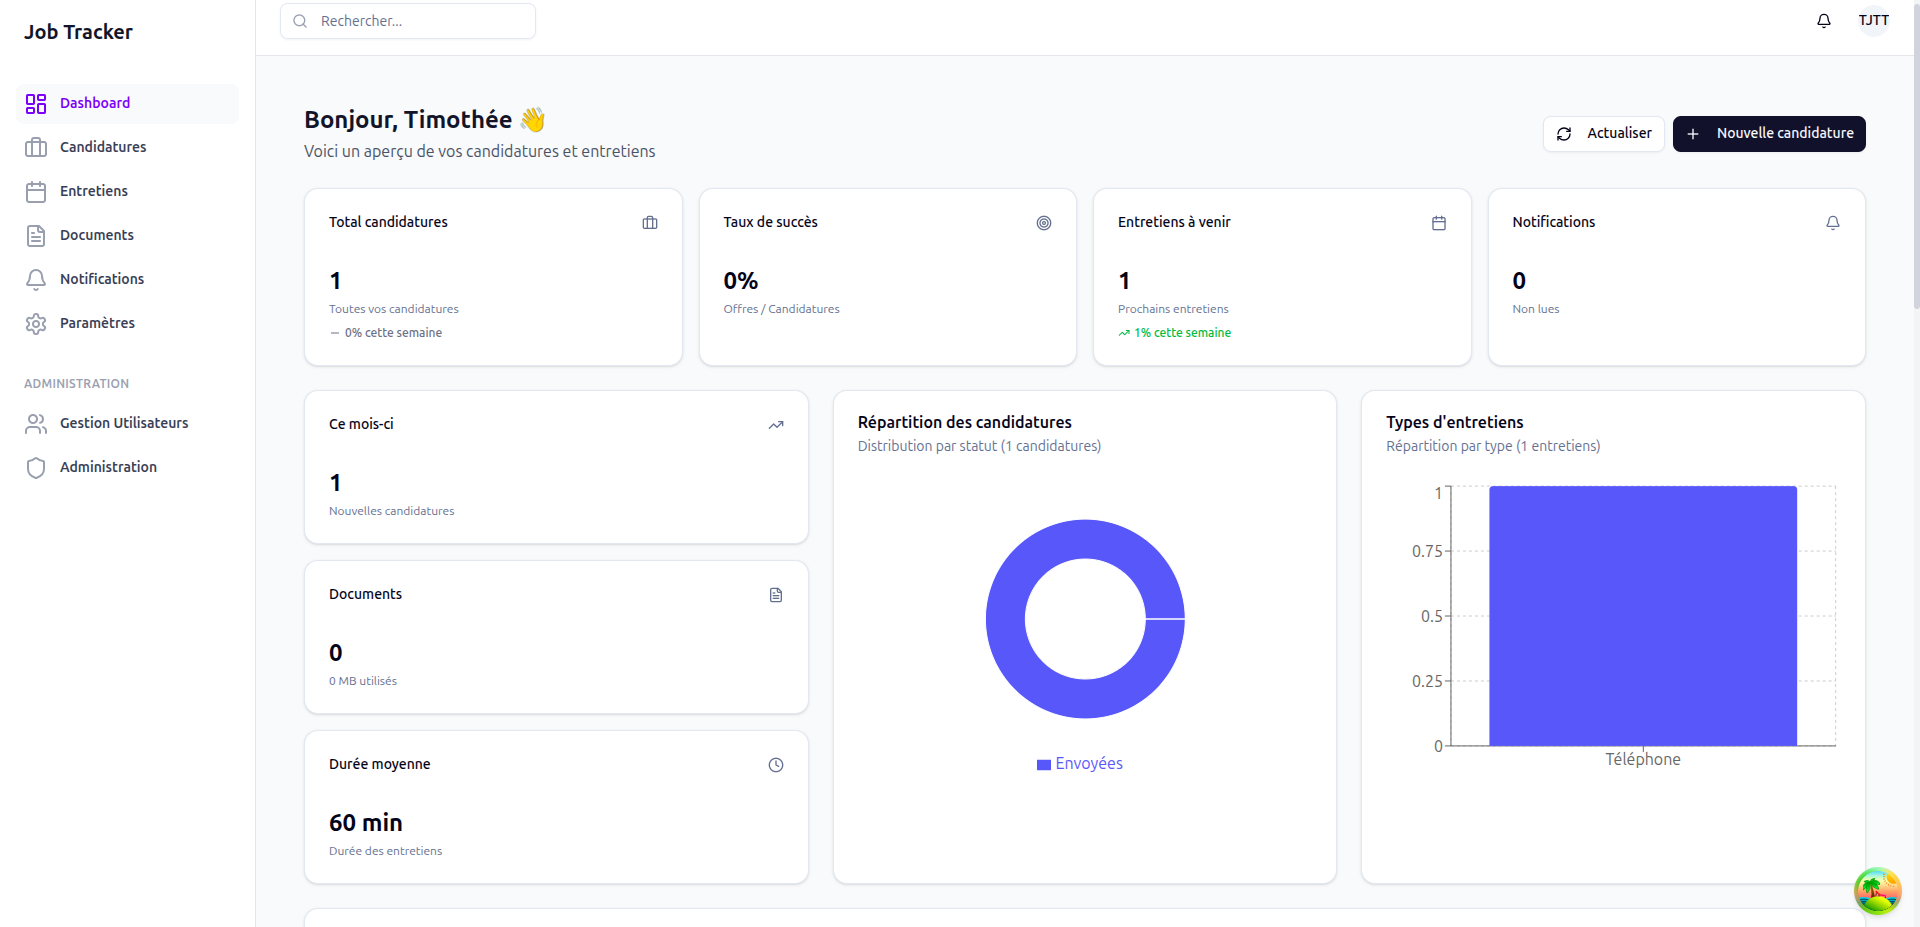 Job Tracker
Rechercher...
TJTT
Dashboard
Candidatures
Entretiens
Documents
Notifications
Paramètres
ADMINISTRATION
Gestion Utilisateurs
Administration
Bonjour, Timothée 👋
Voici un aperçu de vos candidatures et entretiens
Actualiser
Nouvelle candidature
Total candidatures
1
Toutes vos candidatures
0% cette semaine
Taux de succès
0%
Offres / Candidatures
Entretiens à venir
1
Prochains entretiens
1% cette semaine
Notifications
0
Non lues
Ce mois-ci
1
Nouvelles candidatures
Documents
0
0 MB utilisés
Durée moyenne
60 min
Durée des entretiens
Répartition des candidatures
Distribution par statut (1 candidatures)
Envoyées
Types d'entretiens
Répartition par type (1 entretiens)
1
0.75
0.5
0.25
0
Téléphone